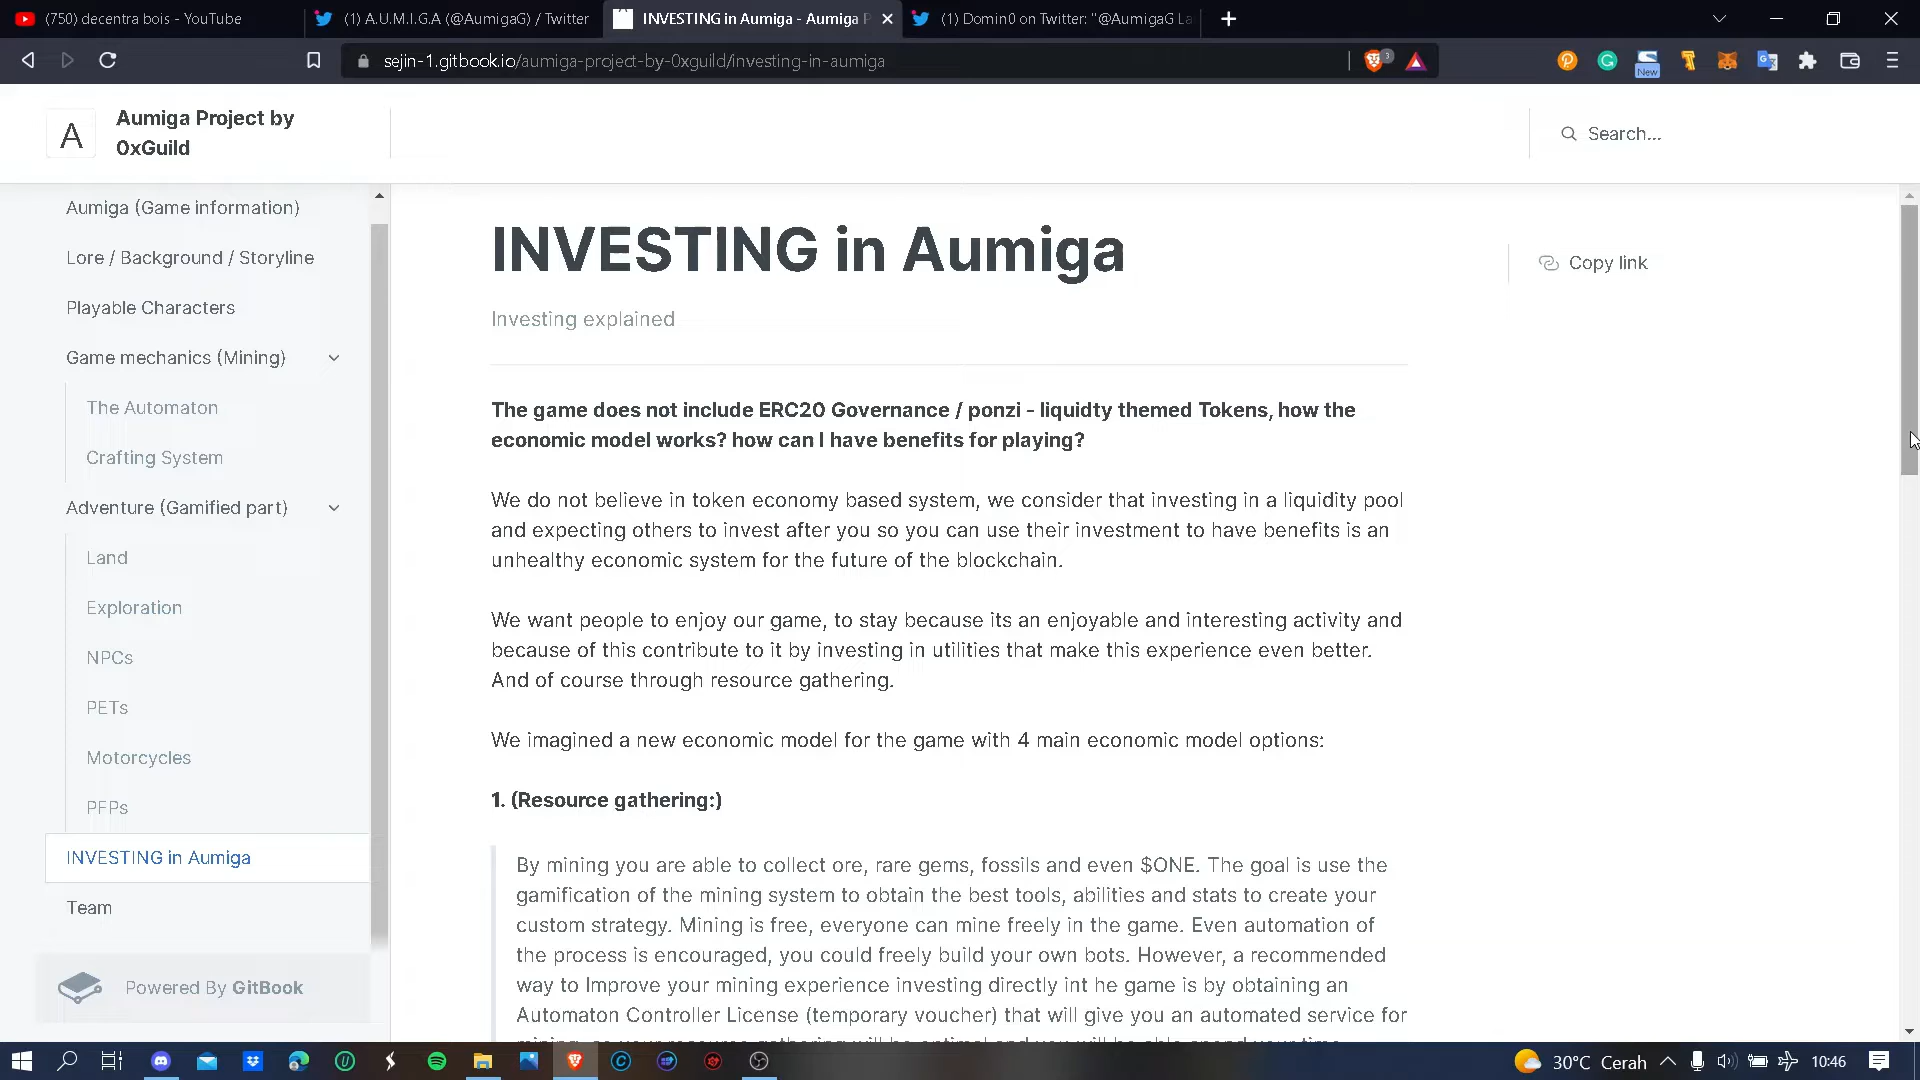 (750) decentra bois - YouTube
(1) A.U.M.I.G.A (@AumigaG) / Twitter
INVESTING in Aumiga - Aumiga P
(1) Domin0 on Twitter: "@AumigaG La
sejin-1.gitbook.io/aumiga-project-by-0xguild/investing-in-aumiga
3
New
A
Aumiga Project by
0xGuild
Search...
Aumiga (Game information)
Lore / Background / Storyline
Playable Characters
Game mechanics (Mining)
The Automaton
Crafting System
Adventure (Gamified part)
Land
Exploration
NPCs
PETs
Motorcycles
PFPs
INVESTING in Aumiga
Team
Powered By GitBook
INVESTING in Aumiga
Copy link
Investing explained
The game does not include ERC20 Governance / ponzi - liquidty themed Tokens, how the
economic model works? how can I have benefits for playing?
We do not believe in token economy based system, we consider that investing in a liquidity pool
and expecting others to invest after you so you can use their investment to have benefits is an
unhealthy economic system for the future of the blockchain.
We want people to enjoy our game, to stay because its an enjoyable and interesting activity and
because of this contribute to it by investing in utilities that make this experience even better.
And of course through resource gathering.
We imagined a new economic model for the game with 4 main economic model options:
1. (Resource gathering:)
By mining you are able to collect ore, rare gems, fossils and even $ONE. The goal is use the
gamification of the mining system to obtain the best tools, abilities and stats to create your
custom strategy. Mining is free, everyone can mine freely in the game. Even automation of
the process is encouraged, you could freely build your own bots. However, a recommended
way to Improve your mining experience investing directly int he game is by obtaining an
Automaton Controller License (temporary voucher) that will give you an automated service for
30°C Cerah
10:46